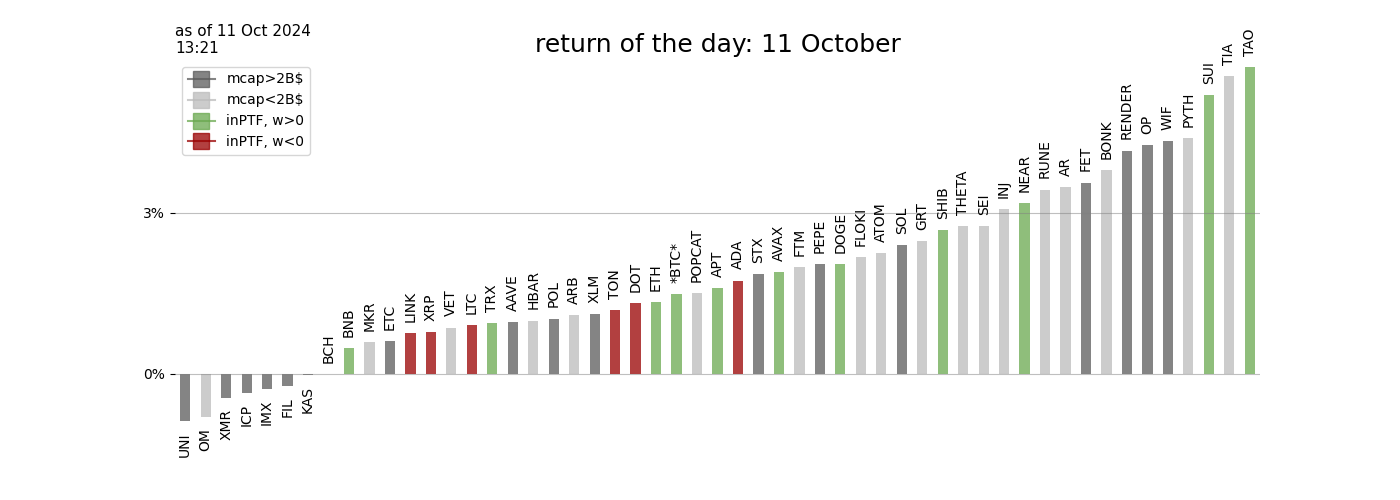 as of 11 Oct 2024
13:21
return of the day: 11 October
mcap>2B$
mcap<2B$
inPTF, w>0
inPTF, w<0
3%
0%
UNI
OM
XMR
ICP
IMX
FIL
KAS
BCH
BNB
MKR
ETC
LINK
XRP
VET
LTC
TRX
AAVE
HBAR
POL
ARB
XLM
TON
DOT
ETH
*BTC*
POPCAT
APT
ADA
STX
AVAX
FTM
PEPE
DOGE
FLOKI
ATOM
SOL
GRT
SHIB
THETA
SEI
INJ
NEAR
RUNE
AR
FET
BONK
RENDER
OP
WIF
PYTH
SUI
TIA
TAO